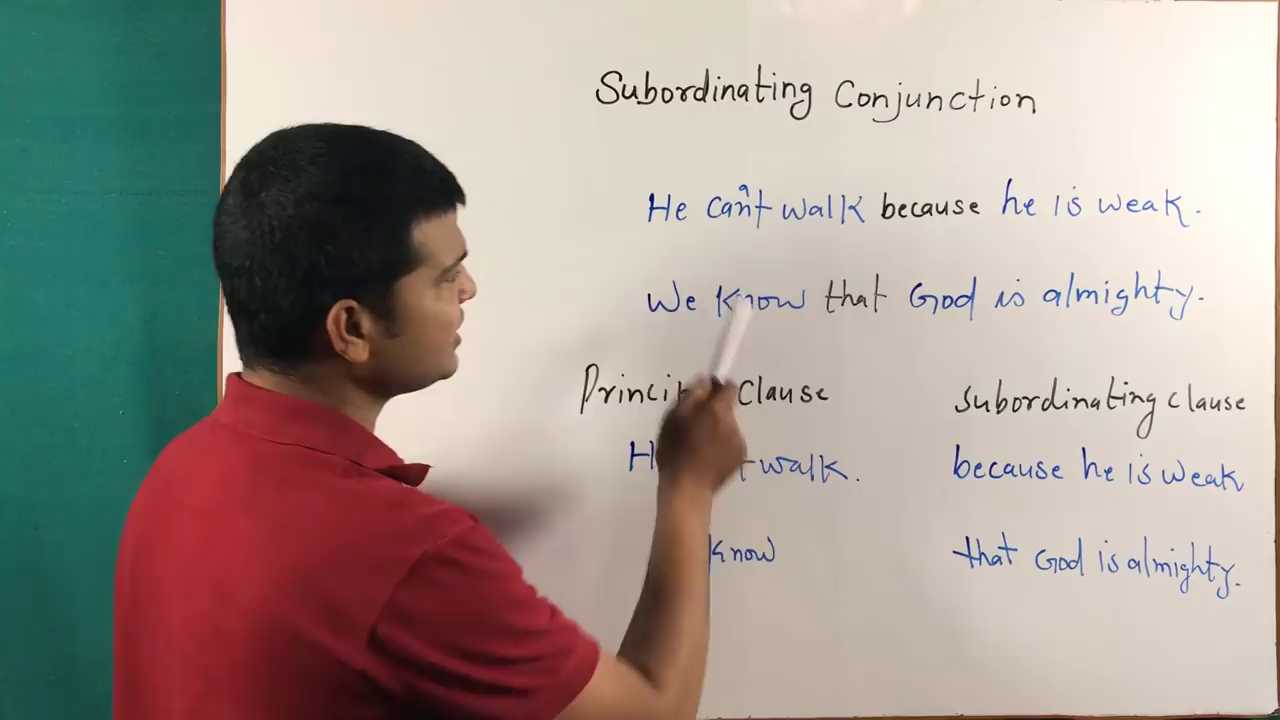 Subordinating Conjunction
He can't walk because he is weak.
We know that God is almighty.
Clause subordinating clause
walk. because he is weak
know that God is almighty.